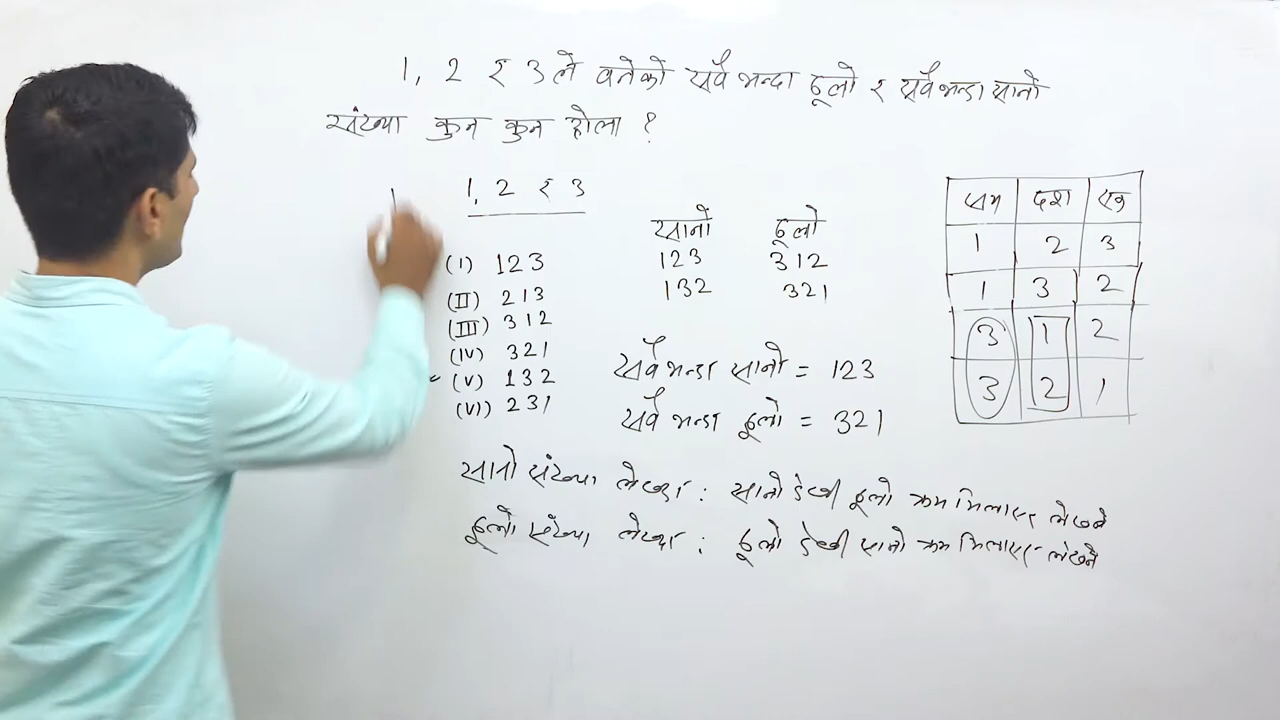 1, 2 र 3 ले बनेको सबै भन्दा ठूलो र सबै भन्दा सानो
संख्या कुन कुन होला ?
1, 2 र 3
(I) 123
(II) 213
(III) 312
(IV) 321
(V) 132
(VI) 231
सानो ठूलो
123 312
132 321
सबै भन्दा सानो = 123
सबै भन्दा ठूलो = 321
सय दश एक
1 2 3
1 3 2
3 1 2
3 2 1
सानो संख्या लेख्दा : सानो देखी ठूलो क्रम मिलाएर लेख्ने
ठूलो संख्या लेख्दा : ठूलो देखी सानो क्रम मिलाएर लेख्ने